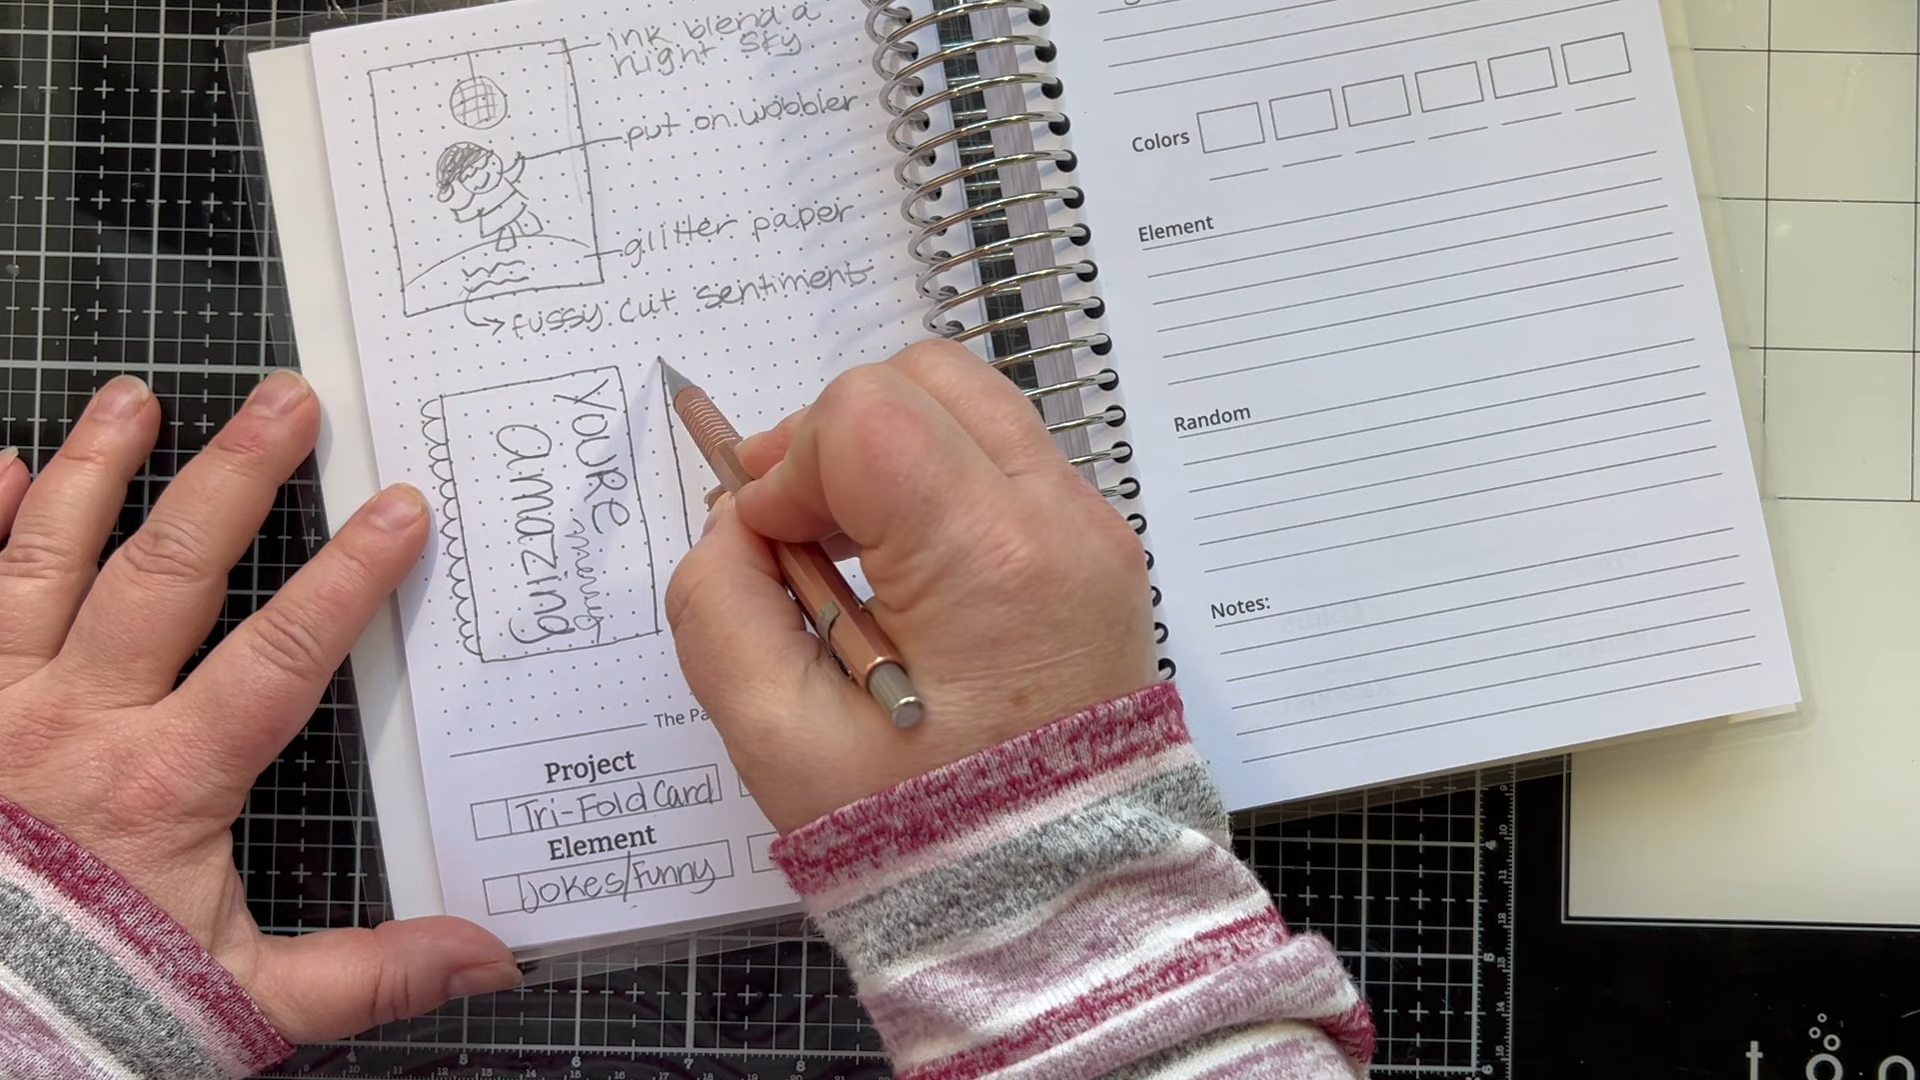 ink blend a
night sky
put on wobbler
glitter paper
fussy cut sentiment
YOU'RE
amazing
The Pa
Project
Tri-Fold Card
Element
Jokes/Funny
Colors
Element
Random
Notes: